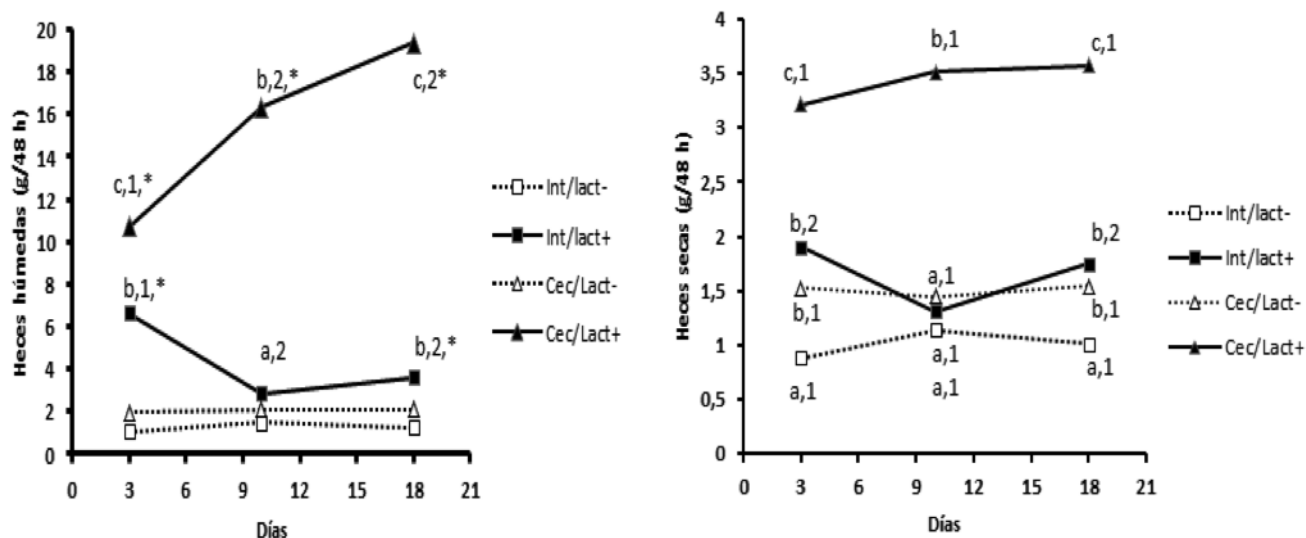 Heces húmedas (g/48 h)
20
18
16
14
12
10
8
6
4
2
0
c,1,*
b,2,*
c,2*
b,1,*
a,2
b,2,*
0 3 6 9 12 15 18 21
Días
Int/lact-
Int/lact+
Cec/Lact-
Cec/Lact+
Heces secas (g/48 h)
4
3,5
3
2,5
2
1,5
1
0,5
0
c,1
b,1
c,1
b,2
a,1
b,2
b,1
b,1
a,1
a,1
a,1
a,1
0 3 6 9 12 15 18 21
Días
Int/lact-
Int/lact+
Cec/Lact-
Cec/Lact+